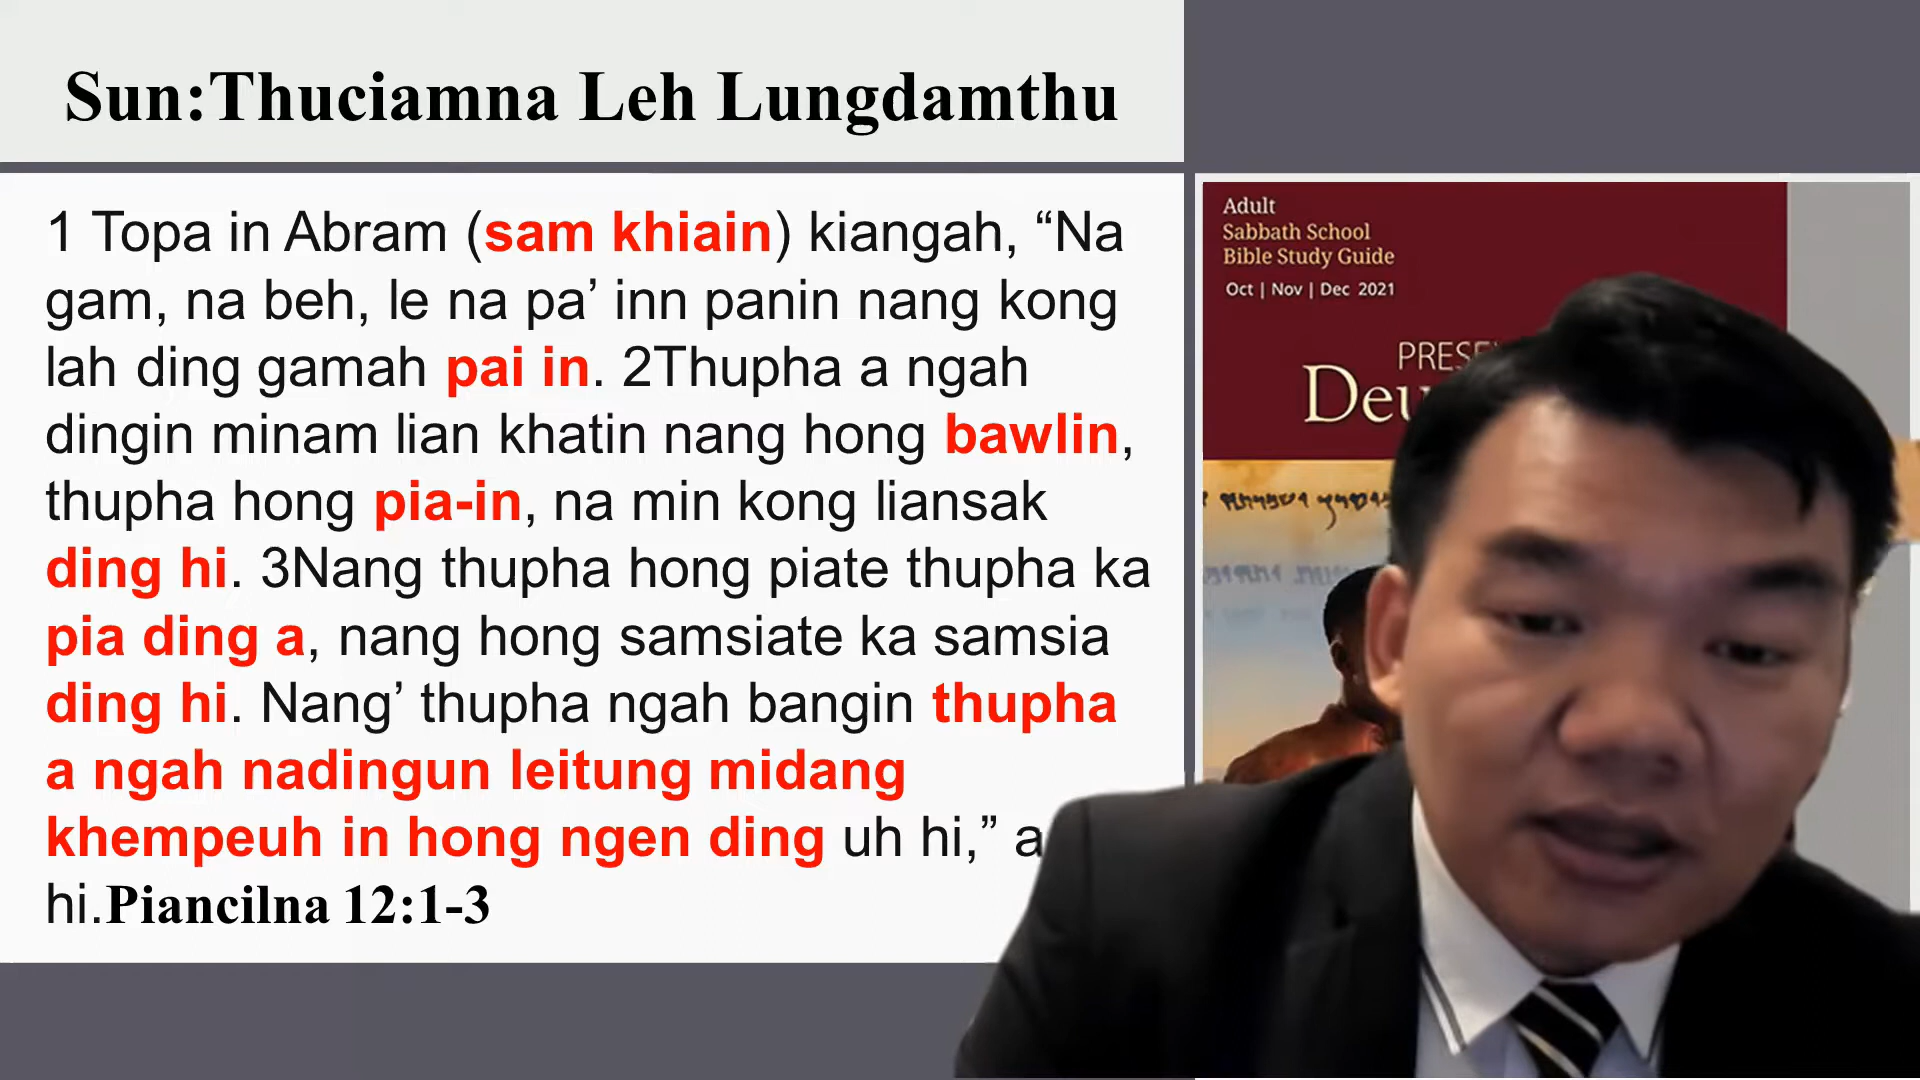 Sun:Thuciamna Leh Lungdamthu
1 Topa in Abram (sam khiain) kiangah, “Na
gam, na beh, le na pa’ inn panin nang kong
lah ding gamah pai in. 2Thupha a ngah
dingin minam lian khatin nang hong bawlin,
thupha hong pia-in, na min kong liansak
ding hi. 3Nang thupha hong piate thupha ka
pia ding a, nang hong samsiate ka samsia
ding hi. Nang’ thupha ngah bangin thupha
a ngah nadingun leitung midang
khempeuh in hong ngen ding uh hi,” a
hi.Piancilna 12:1-3
Adult
Sabbath School
Bible Study Guide
Oct | Nov | Dec 2021